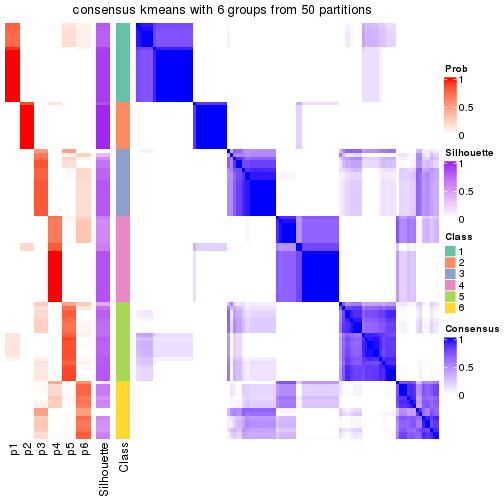 consensus kmeans with 6 groups from 50 partitions
Prob
1
0.5
0
Silhouette
1
0.5
0
Class
1
2
3
4
5
6
Consensus
1
0.5
0
p1
p2
p3
p4
p5
p6
Silhouette
Class